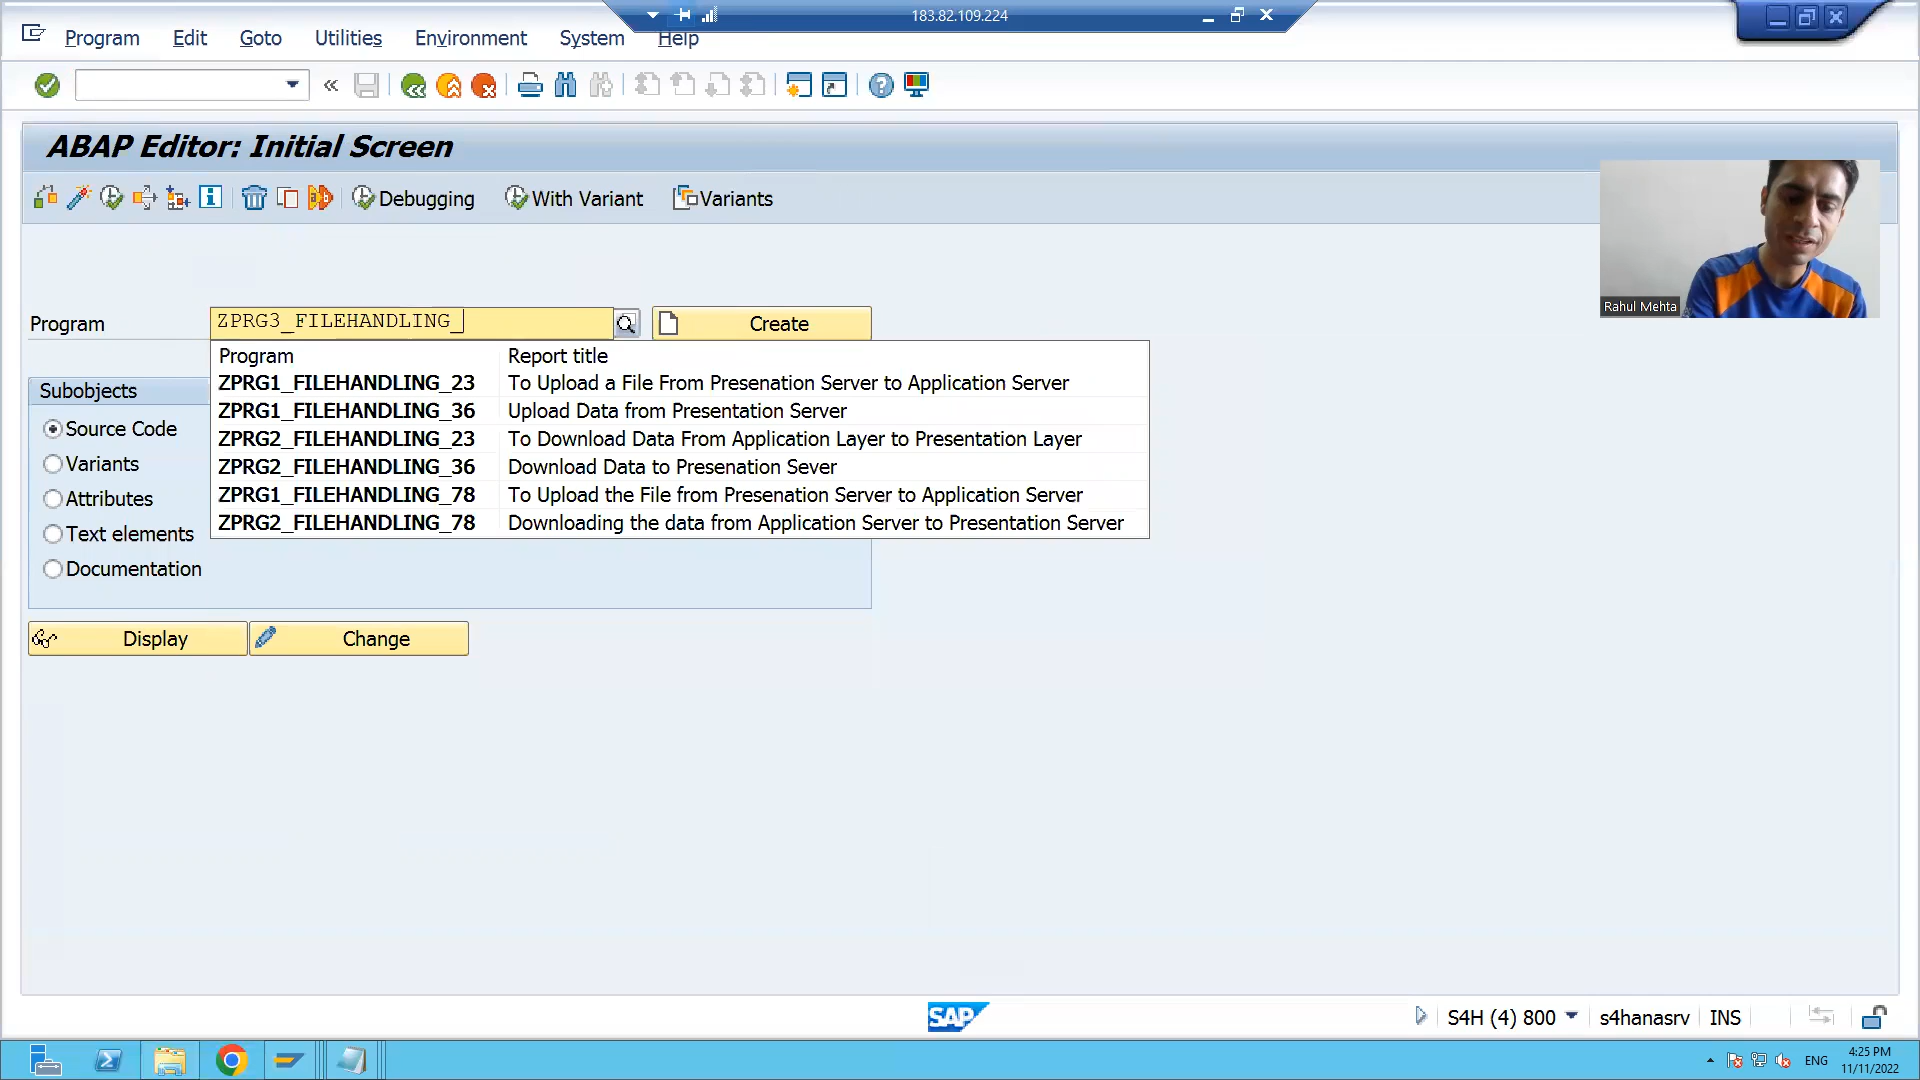 183.82.109.224
Program Edit Goto Utilities Environment System Help
ABAP Editor: Initial Screen
Debugging With Variant Variants
Rahul Mehta
Program ZPRG3_FILEHANDLING_ Create
Program Report title
ZPRG1_FILEHANDLING_23 To Upload a File From Presenation Server to Application Server
ZPRG1_FILEHANDLING_36 Upload Data from Presentation Server
ZPRG2_FILEHANDLING_23 To Download Data From Application Layer to Presentation Layer
ZPRG2_FILEHANDLING_36 Download Data to Presenation Sever
ZPRG1_FILEHANDLING_78 To Upload the File from Presenation Server to Application Server
ZPRG2_FILEHANDLING_78 Downloading the data from Application Server to Presentation Server
Subobjects
Source Code
Variants
Attributes
Text elements
Documentation
Display Change
SAP S4H (4) 800 s4hanasrv INS
ENG 4:25 PM
11/11/2022